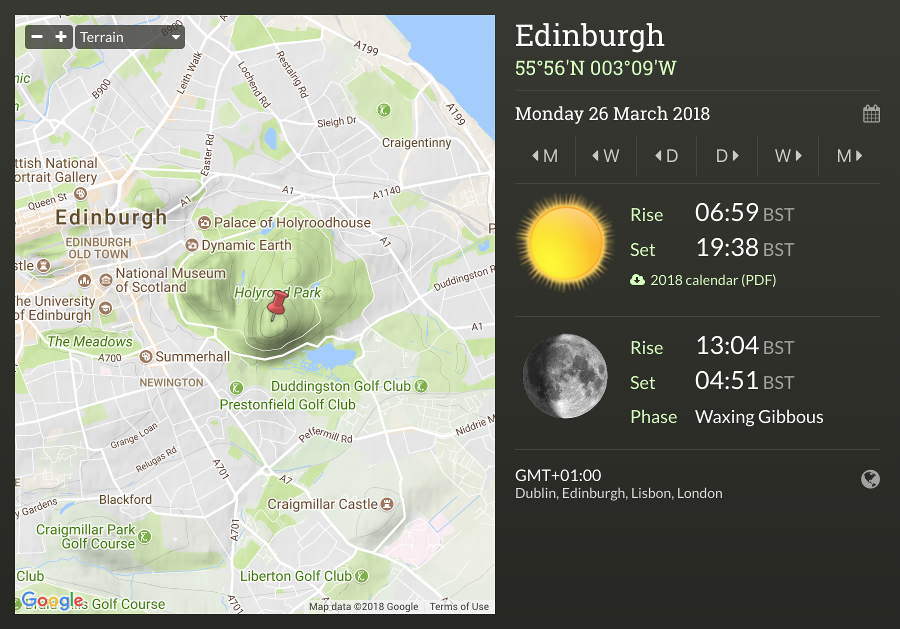 Terrain
B900
A199
Leith Walk
Restalrig Rd
Lochend Rd
B900
A199
Sleigh Dr
Craigentinny
Easter Rd
ttish National
ortrait Gallery
A1
A1140
Queen St
Edinburgh
Palace of Holyroodhouse
EDINBURGH
OLD TOWN
Dynamic Earth
A7
stle
National Museum
of Scotland
Duddingston R
Holyrood Park
The University
of Edinburgh
A1
The Meadows
A700
Summerhall
NEWINGTON
Duddingston Golf Club
Prestonfield Golf Club
Niddrie M
Peffermill Rd
Grange Loan
Relugas Rd
A701
A7
Blackford
Craigmillar Castle
y Gardens
A701
Craigmillar Park
Golf Course
Club
Liberton Golf Club
Google
s Golf Course
A701
Map data ©2018 Google
Terms of Use
Edinburgh
55°56'N 003°09'W
Monday 26 March 2018
M W D D W M
Rise 06:59 BST
Set 19:38 BST
2018 calendar (PDF)
Rise 13:04 BST
Set 04:51 BST
Phase Waxing Gibbous
GMT+01:00
Dublin, Edinburgh, Lisbon, London